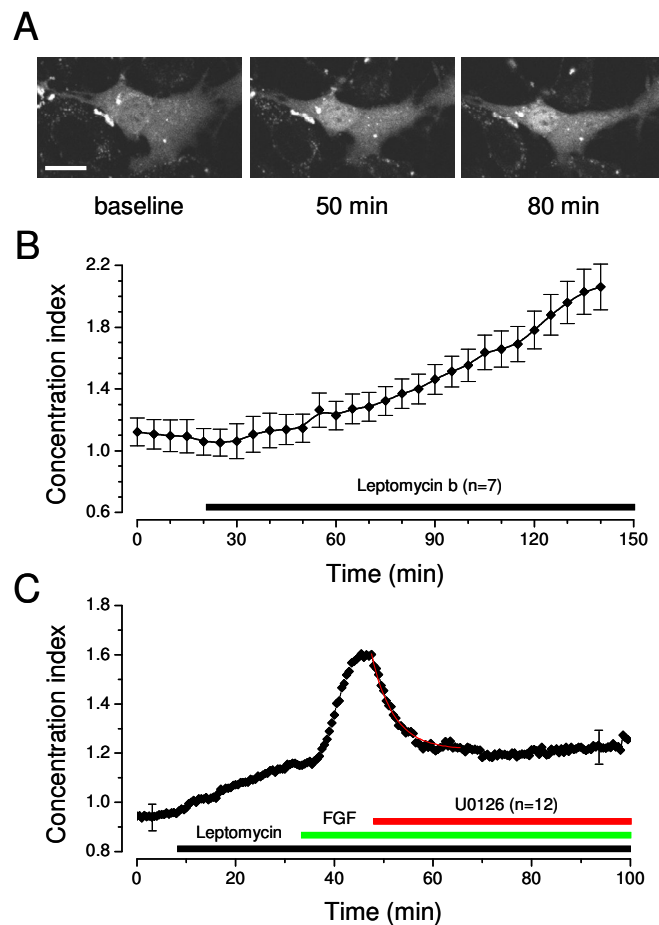 A
baseline 50 min 80 min
B
2.2
1.8
1.4
1.0
0.6
Concentration index
Leptomycin b (n=7)
0 30 60 90 120 150
Time (min)
C
1.8
1.6
1.4
1.2
1.0
0.8
Concentration index
U0126 (n=12)
FGF
Leptomycin
0 20 40 60 80 100
Time (min)